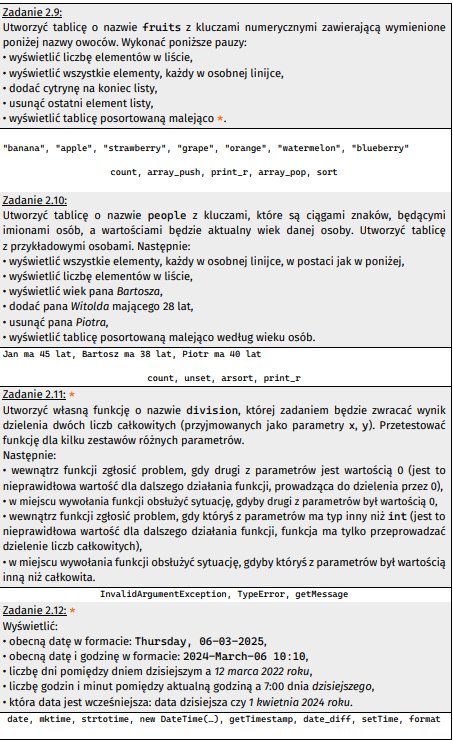 Zadanie 2.9:
Utworzyć tablicę o nazwie fruits z kluczami numerycznymi zawierającą wymienione
poniżej nazwy owoców. Wykonać poniższe pauzy:
• wyświetlić liczbę elementów w liście,
• wyświetlić wszystkie elementy, każdy w osobnej linijce,
• dodać cytrynę na koniec listy,
• usunąć ostatni element listy,
• wyświetlić tablicę posortowaną malejąco *.
"banana", "apple", "strawberry", "grape", "orange", "watermelon", "blueberry"
count, array_push, print_r, array_pop, sort
Zadanie 2.10:
Utworzyć tablicę o nazwie people z kluczami, które są ciągami znaków, będącymi
imionami osób, a wartościami będzie aktualny wiek danej osoby. Utworzyć tablicę
z przykładowymi osobami. Następnie:
• wyświetlić wszystkie elementy, każdy w osobnej linijce, w postaci jak w poniżej,
• wyświetlić liczbę elementów w liście,
• wyświetlić wiek pana Bartosza,
• dodać pana Witolda mającego 28 lat,
• usunąć pana Piotra,
• wyświetlić tablicę posortowaną malejąco według wieku osób.
Jan ma 45 lat, Bartosz ma 38 lat, Piotr ma 40 lat
count, unset, arsort, print_r
Zadanie 2.11: *
Utworzyć własną funkcję o nazwie division, której zadaniem będzie zwracać wynik
dzielenia dwóch liczb całkowitych (przyjmowanych jako parametry x, y). Przetestować
funkcję dla kilku zestawów różnych parametrów.
Następnie:
• wewnątrz funkcji zgłosić problem, gdy drugi z parametrów jest wartością 0 (jest to
nieprawidłowa wartość dla dalszego działania funkcji, prowadząca do dzielenia przez 0),
• w miejscu wywołania funkcji obsłużyć sytuację, gdyby drugi z parametrów był wartością 0,
• wewnątrz funkcji zgłosić problem, gdy któryś z parametrów ma typ inny niż int (jest to
nieprawidłowa wartość dla dalszego działania funkcji, funkcja ma tylko przeprowadzać
dzielenie liczb całkowitych),
• w miejscu wywołania funkcji obsłużyć sytuację, gdyby któryś z parametrów był wartością
inną niż całkowita.
InvalidArgumentException, TypeError, getMessage
Zadanie 2.12: *
Wyświetlić:
• obecną datę w formacie: Thursday, 06-03-2025,
• obecną datę i godzinę w formacie: 2024-March-06 10:10,
• liczbę dni pomiędzy dniem dzisiejszym a 12 marca 2022 roku,
• liczbę godzin i minut pomiędzy aktualną godziną a 7:00 dnia dzisiejszego,
• która data jest wcześniejsza: data dzisiejsza czy 1 kwietnia 2024 roku.
date, mktime, strtotime, new DateTime(…), getTimestamp, date_diff, setTime, format